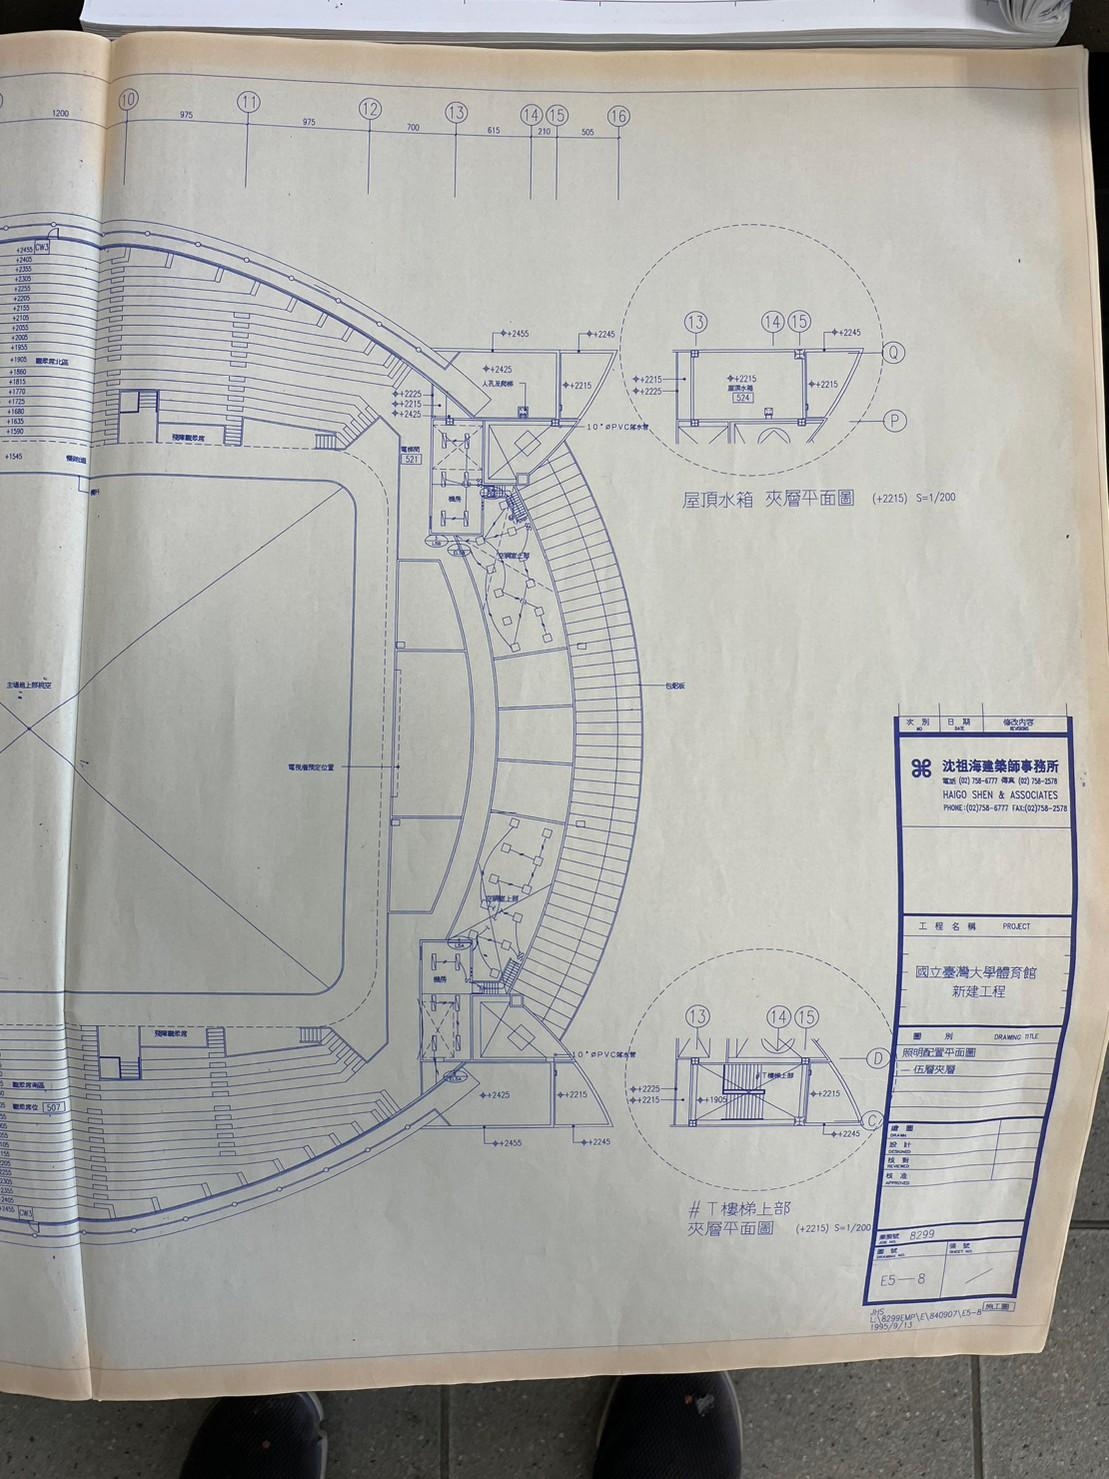 10
11
12
13
14
15
16
1200
975
975
700
615
210
505
+2455 CW3
+2405
+2355
+2305
+2255
+2205
+2155
+2105
+2055
+2005
+1955
+1905 觀眾席北區
+1860
+1815
+1770
+1725
+1680
+1635
+1590
+1545
殘障觀眾席
+2455
+2245
+2425
人孔及爬梯
+2215
+2225
+2215
+2425
10"øPVC落水管
電梯間
521
機房
空調室上部
包鋁板
主場地上部挑空
電視牆預定位置
空調室上部
機房
殘障觀眾席
10"øPVC落水管
+2425
+2215
+2455
+2245
觀眾席南區
觀眾席位 507
CW3
13
14
15
+2245
Q
+2215
+2225
+2215
屋頂水箱
524
+2215
P
屋頂水箱 夾層平面圖 (+2215) S=1/200
13
14
15
D
#T樓梯上部
+2225
+2215
+1905
+2215
C
+2245
#T樓梯上部
夾層平面圖 (+2215) S=1/200
次別 日期 修改內容
NO DATE REVISIONS
沈祖海建築師事務所
電話 (02) 758-6777 傳真 (02) 758-2578
HAIGO SHEN & ASSOCIATES
PHONE:(02)758-6777 FAX:(02)758-2578
工程名稱 PROJECT
國立臺灣大學體育館
新建工程
圖別 DRAWING TITLE
照明配置平面圖
—伍層夾層
繪圖
DRAWN
設計
DESIGNED
核對
REVIEWED
核准
APPROVED
業務號 8299
JOB NO.
圖號 張號
DRAWING NO. SHEET NO.
E5—8
JHS
L:\8299EMP\E\840907\E5-8 施工圖
1995/9/13